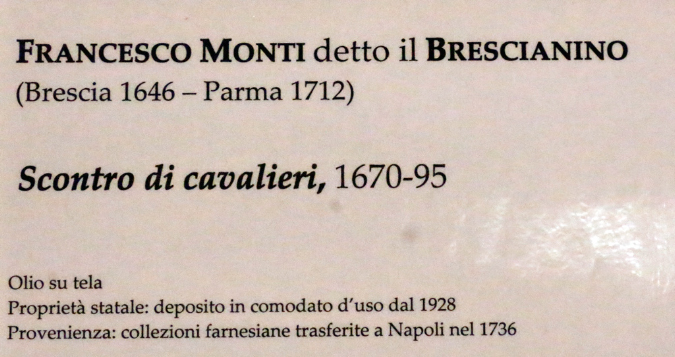 FRANCESCO MONTI detto il BRESCIANINO
(Brescia 1646 – Parma 1712)
Scontro di cavalieri, 1670-95
Olio su tela
Proprietà statale: deposito in comodato d'uso dal 1928
Provenienza: collezioni farnesiane trasferite a Napoli nel 1736